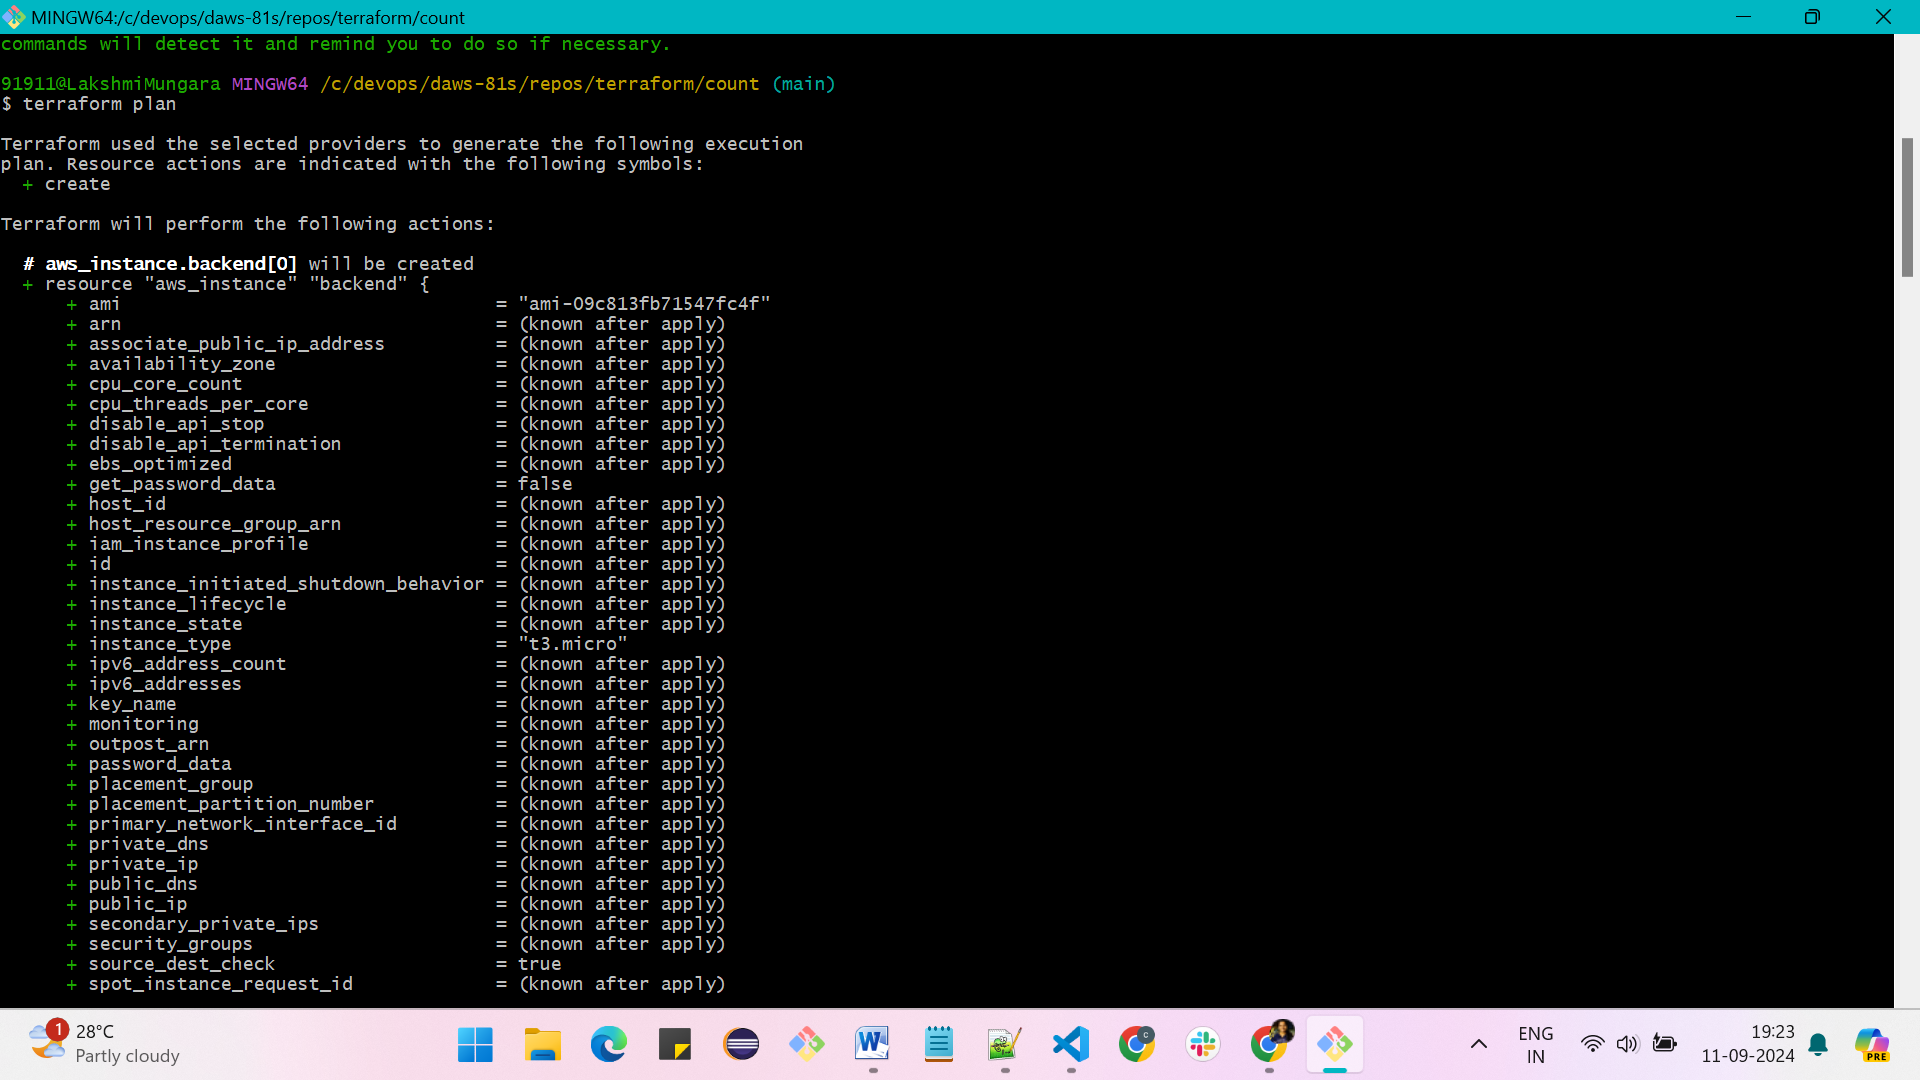 MINGW64:/c/devops/daws-81s/repos/terraform/count
commands will detect it and remind you to do so if necessary.
91911@LakshmiMungara MINGW64 /c/devops/daws-81s/repos/terraform/count (main)
$ terraform plan
Terraform used the selected providers to generate the following execution
plan. Resource actions are indicated with the following symbols:
+ create
Terraform will perform the following actions:
# aws_instance.backend[0] will be created
+ resource "aws_instance" "backend" {
+ ami = "ami-09c813fb71547fc4f"
+ arn = (known after apply)
+ associate_public_ip_address = (known after apply)
+ availability_zone = (known after apply)
+ cpu_core_count = (known after apply)
+ cpu_threads_per_core = (known after apply)
+ disable_api_stop = (known after apply)
+ disable_api_termination = (known after apply)
+ ebs_optimized = (known after apply)
+ get_password_data = false
+ host_id = (known after apply)
+ host_resource_group_arn = (known after apply)
+ iam_instance_profile = (known after apply)
+ id = (known after apply)
+ instance_initiated_shutdown_behavior = (known after apply)
+ instance_lifecycle = (known after apply)
+ instance_state = (known after apply)
+ instance_type = "t3.micro"
+ ipv6_address_count = (known after apply)
+ ipv6_addresses = (known after apply)
+ key_name = (known after apply)
+ monitoring = (known after apply)
+ outpost_arn = (known after apply)
+ password_data = (known after apply)
+ placement_group = (known after apply)
+ placement_partition_number = (known after apply)
+ primary_network_interface_id = (known after apply)
+ private_dns = (known after apply)
+ private_ip = (known after apply)
+ public_dns = (known after apply)
+ public_ip = (known after apply)
+ secondary_private_ips = (known after apply)
+ security_groups = (known after apply)
+ source_dest_check = true
+ spot_instance_request_id = (known after apply)
1
28°C
Partly cloudy
W
C
ENG
IN
19:23
11-09-2024
PRE